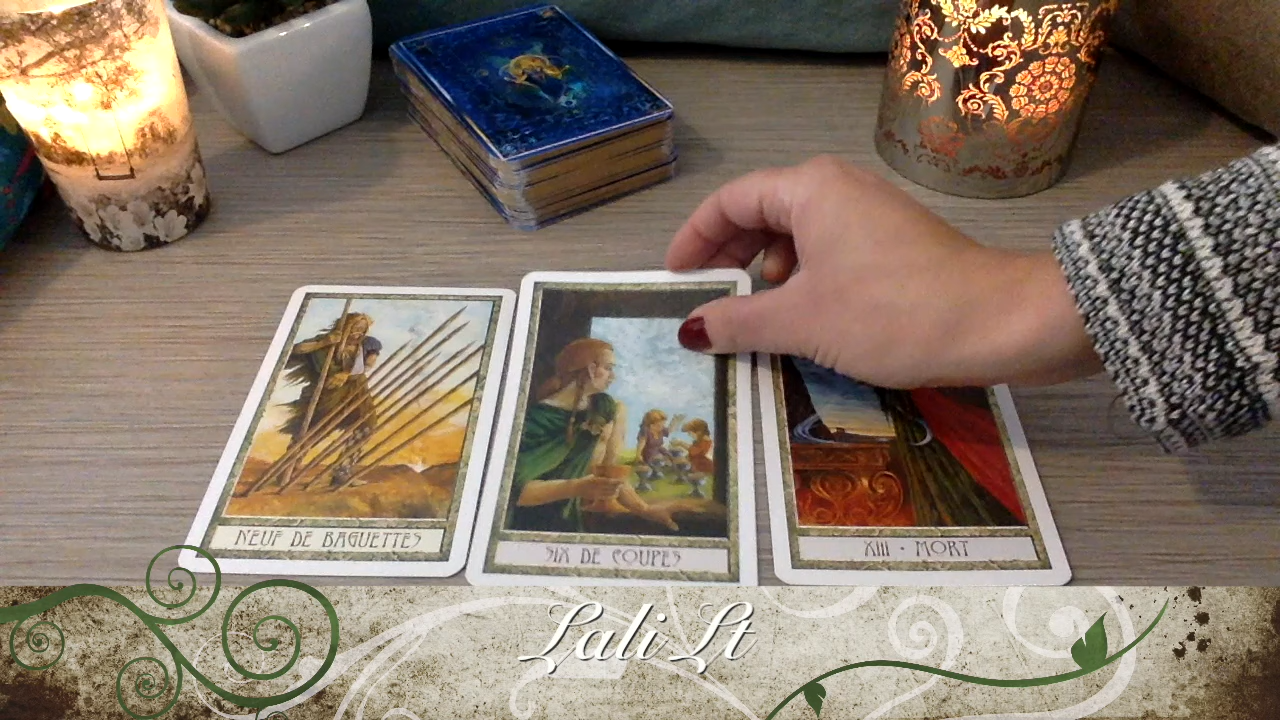 NEUF DE BAGUETTES
SIX DE COUPES
XIII · MORT
Lali Lt